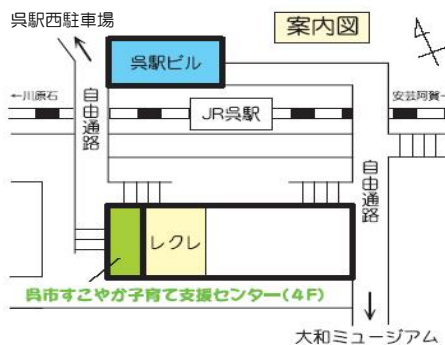 呉駅西駐車場
案内図
呉駅ビル
←川原石
自由通路
JR呉駅
安芸阿賀→
自由通路
レクレ
呉市すこやか子育て支援センター(4F)
大和ミュージアム